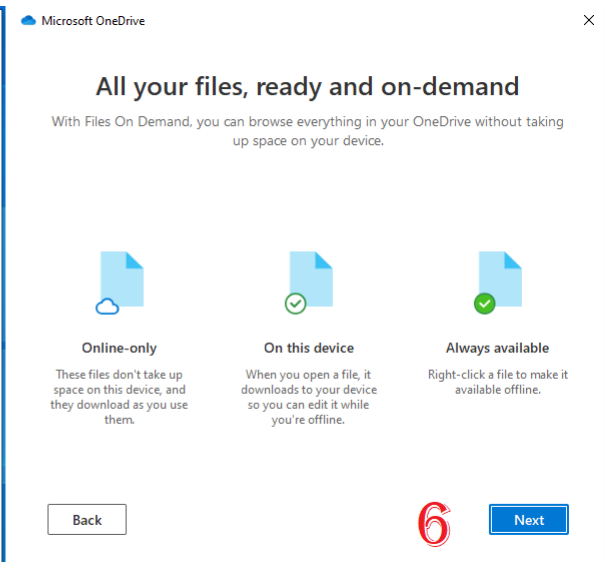 Microsoft OneDrive
All your files, ready and on-demand
With Files On Demand, you can browse everything in your OneDrive without taking
up space on your device.
Online-only
These files don't take up
space on this device, and
they download as you use
them.
On this device
When you open a file, it
downloads to your device
so you can edit it while
you're offline.
Always available
Right-click a file to make it
available offline.
Back
6
Next